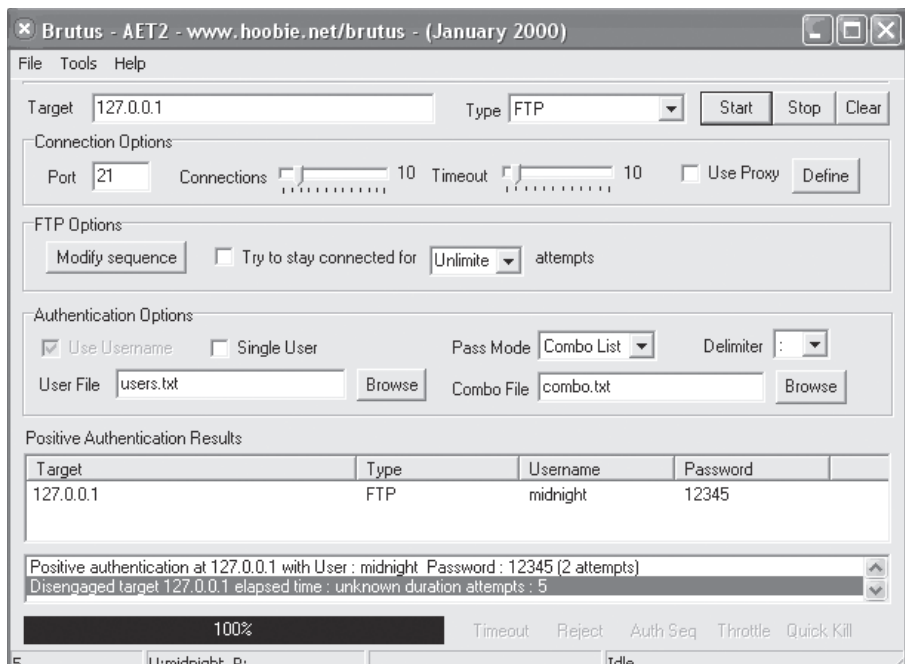 Brutus - AET2 - www.hoobie.net/brutus - (January 2000)
File Tools Help
Target 127.0.0.1 Type FTP Start Stop Clear
Connection Options
Port 21 Connections 10 Timeout 10 Use Proxy Define
FTP Options
Modify sequence Try to stay connected for Unlimite attempts
Authentication Options
Use Username Single User Pass Mode Combo List Delimiter :
User File users.txt Browse Combo File combo.txt Browse
Positive Authentication Results
Target Type Username Password
127.0.0.1 FTP midnight 12345
Positive authentication at 127.0.0.1 with User : midnight Password : 12345 (2 attempts)
Disengaged target 127.0.0.1 elapsed time : unknown duration attempts : 5
100% Timeout Reject Auth Seq Throttle Quick Kill
5 U:midnight P: Idle